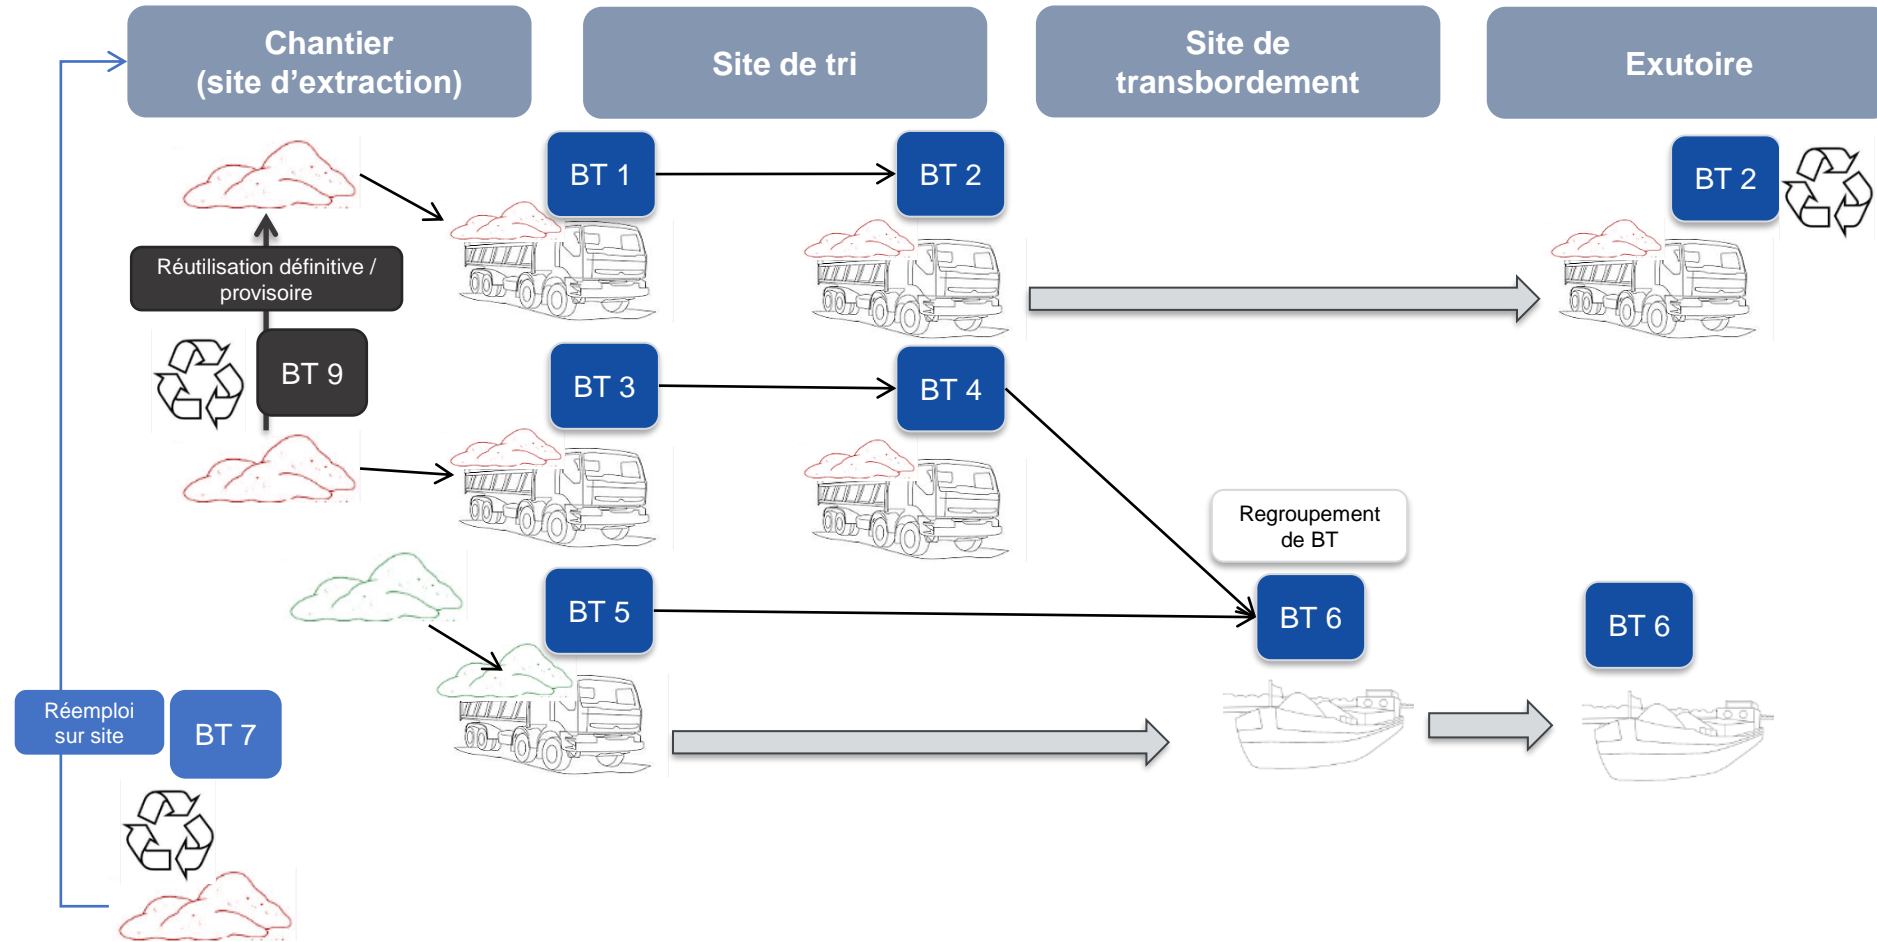 Chantier
(site d’extraction)
Site de tri
Site de
transbordement
Exutoire
BT 1
BT 2
BT 2
Réutilisation définitive /
provisoire
BT 9
BT 3
BT 4
Regroupement
de BT
BT 5
BT 6
BT 6
Réemploi
sur site
BT 7